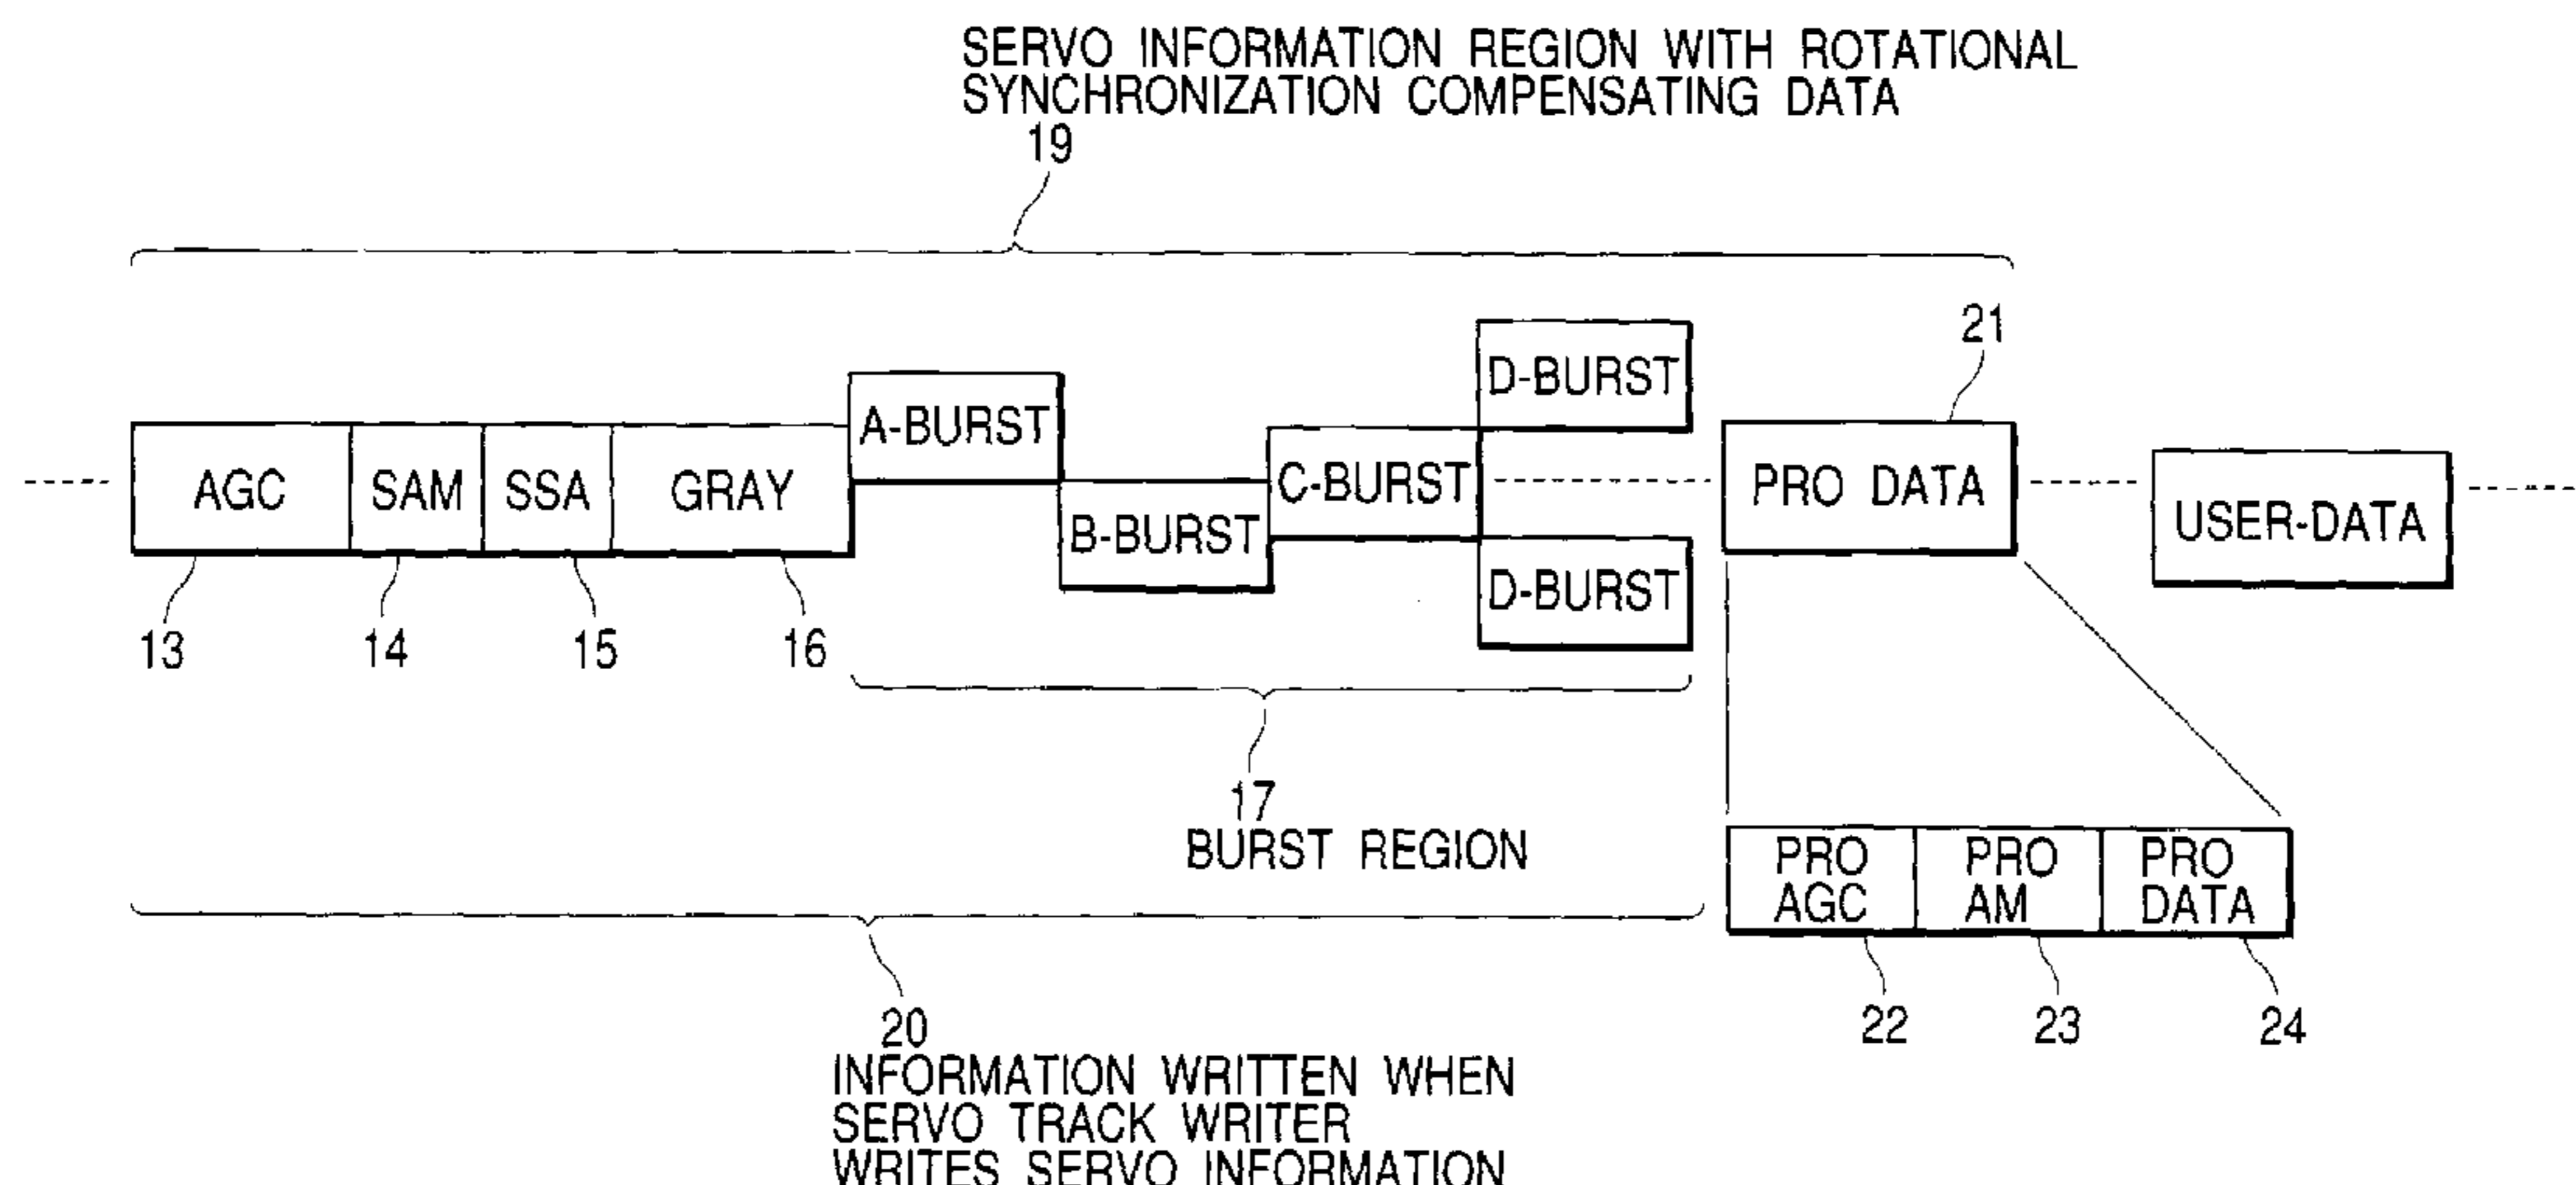 SERVO INFORMATION REGION WITH ROTATIONAL
SYNCHRONIZATION COMPENSATING DATA
19
21
D-BURST
A-BURST
AGC SAM SSA GRAY C-BURST PRO DATA
B-BURST
USER-DATA
D-BURST
13 14 15 16
17
BURST REGION
PRO AGC
PRO AM
PRO DATA
22 23 24
20
INFORMATION WRITTEN WHEN
SERVO TRACK WRITER
WRITES SERVO INFORMATION